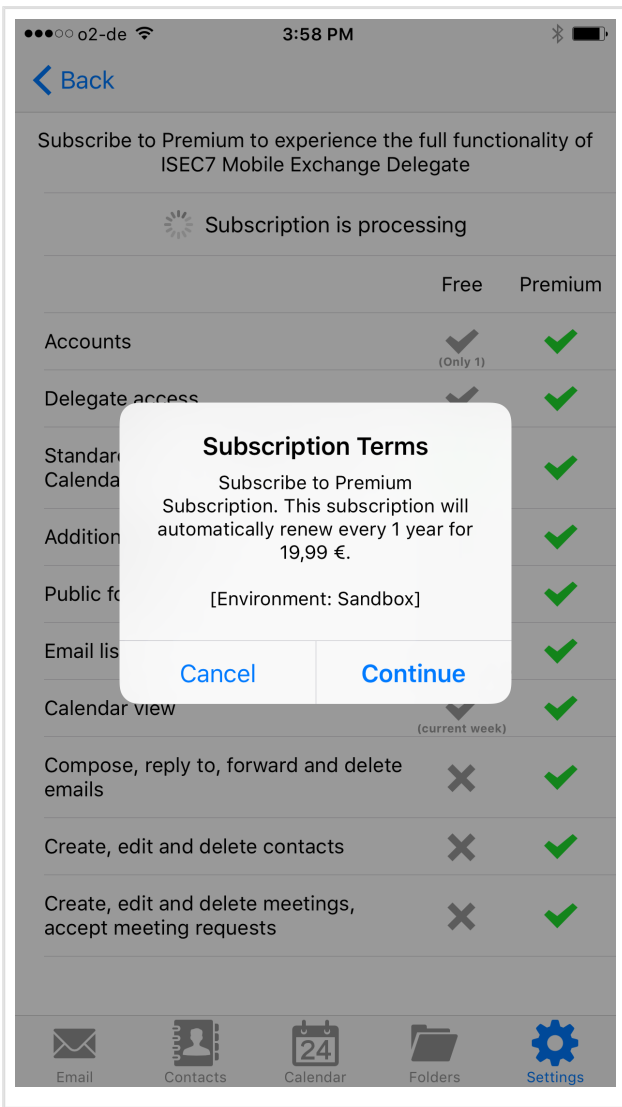 o2-de 3:58 PM
Back
Subscribe to Premium to experience the full functionality of
ISEC7 Mobile Exchange Delegate
Subscription is processing
Free Premium
Accounts
(Only 1)
Delegate access
Subscription Terms
Subscribe to Premium
Subscription. This subscription will
automatically renew every 1 year for
19,99 €.
[Environment: Sandbox]
Cancel Continue
Calendar view
(current week)
Compose, reply to, forward and delete
emails
Create, edit and delete contacts
Create, edit and delete meetings,
accept meeting requests
24
Email Contacts Calendar Folders Settings